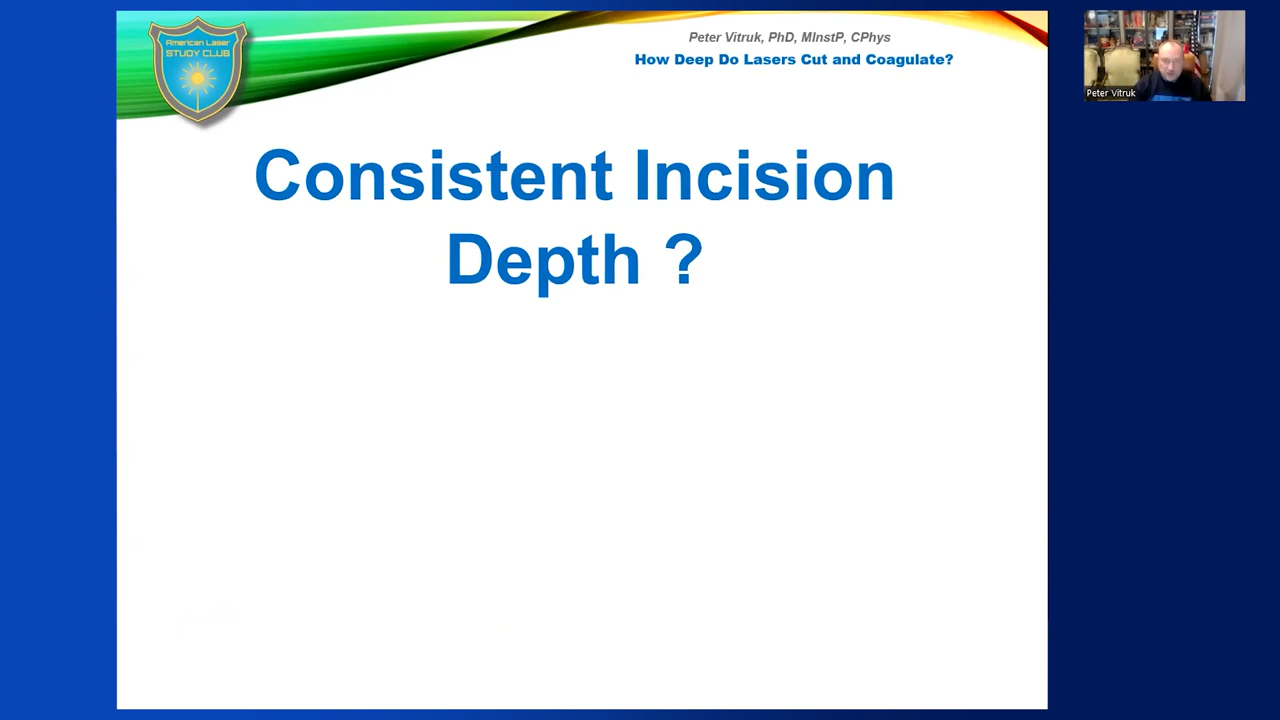 American Laser
STUDY CLUB
Peter Vitruk, PhD, MInstP, CPhys
How Deep Do Lasers Cut and Coagulate?
Peter Vitruk
Consistent Incision
Depth ?